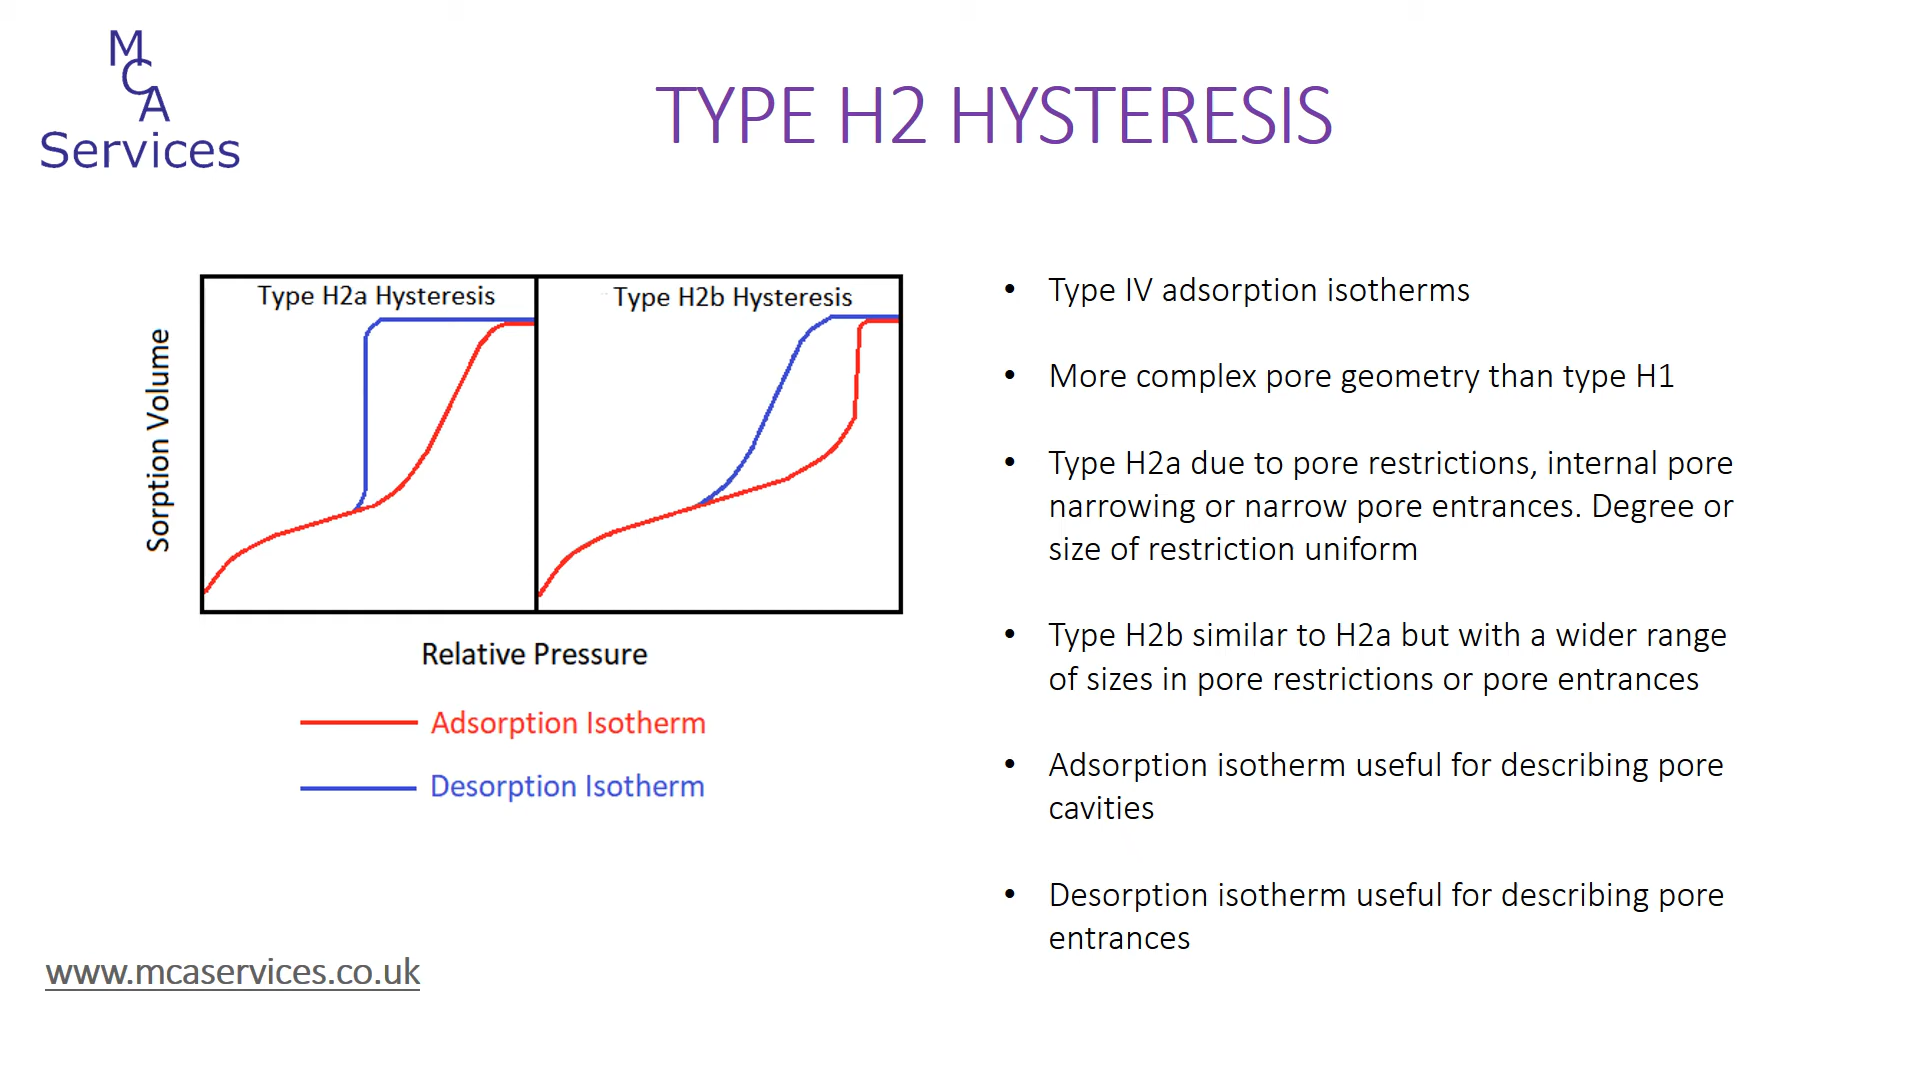 M
C
A
Services
TYPE H2 HYSTERESIS
Type H2a Hysteresis
Type H2b Hysteresis
Sorption Volume
Relative Pressure
Adsorption Isotherm
Desorption Isotherm
• Type IV adsorption isotherms
• More complex pore geometry than type H1
• Type H2a due to pore restrictions, internal pore
narrowing or narrow pore entrances. Degree or
size of restriction uniform
• Type H2b similar to H2a but with a wider range
of sizes in pore restrictions or pore entrances
• Adsorption isotherm useful for describing pore
cavities
• Desorption isotherm useful for describing pore
entrances
www.mcaservices.co.uk